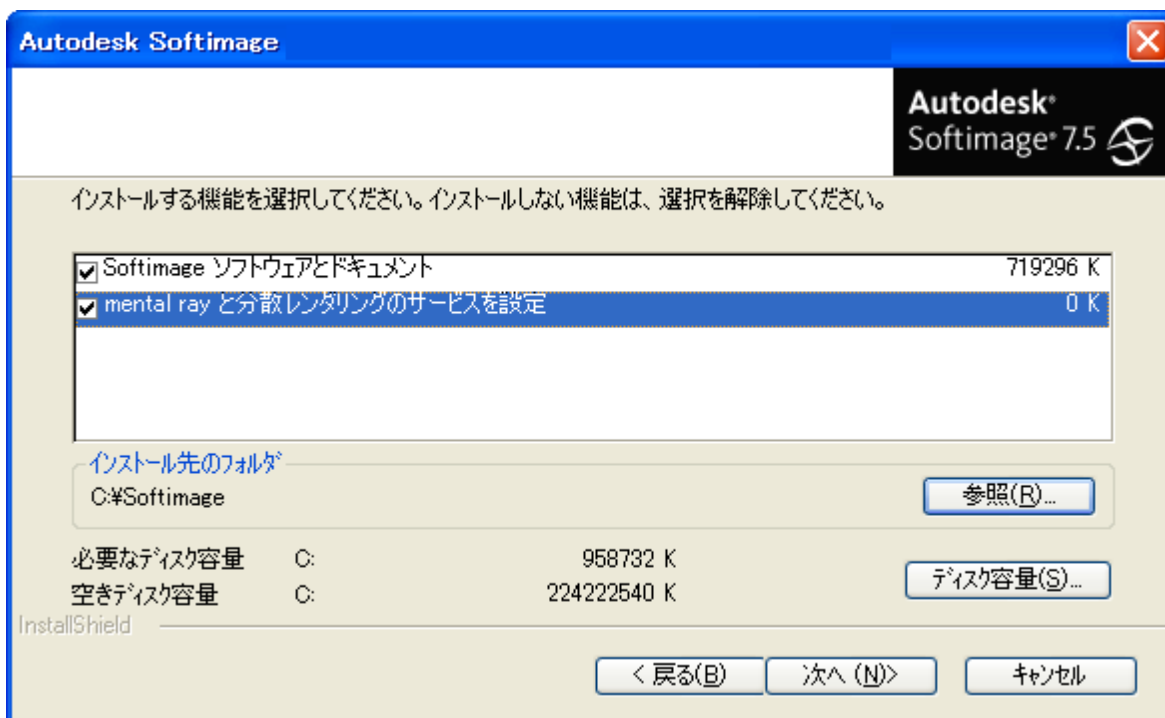 Autodesk Softimage
Autodesk®
Softimage® 7.5
インストールする機能を選択してください。インストールしない機能は、選択を解除してください。
Softimage ソフトウェアとドキュメント 719296 K
mental ray と分散レンダリングのサービスを設定 0 K
インストール先のフォルダ
C:¥Softimage 参照(R)...
必要なディスク容量 C: 958732 K
空きディスク容量 C: 224222540 K ディスク容量(S)...
InstallShield
< 戻る(B) 次へ (N)> キャンセル